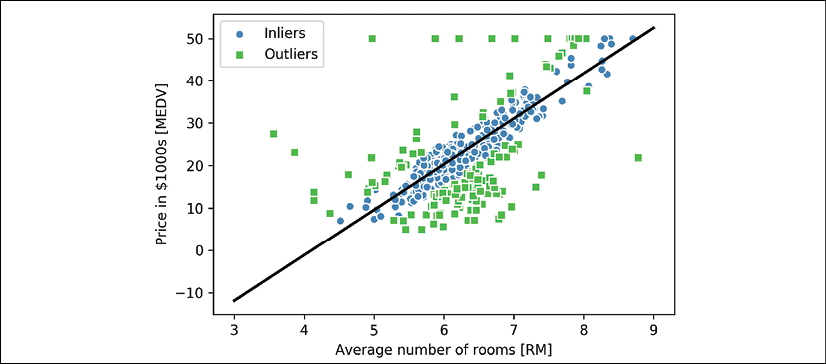 Inliers
Outliers
50
40
30
20
10
0
−10
Price in $1000s [MEDV]
3 4 5 6 7 8 9
Average number of rooms [RM]